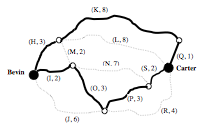 (K, 8)
(H, 3)
(L, 8)
(Q, 1)
(M, 2)
Bevin
(N, 7)
(S, 2)
Carter
(I, 2)
(O, 3)
(P, 3)
(R, 4)
(J, 6)